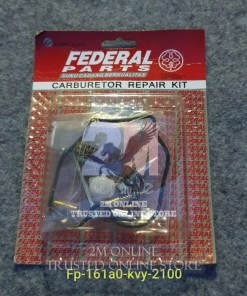 FEDERAL
PARTS
SUKU CADANG BERKUALITAS
CARBURETOR REPAIR KIT
2M ONLINE
TRUSTED ONLINE STORE
2M ONLINE
TRUSTED ONLINE STORE
Fp-161a0-kvy-2100